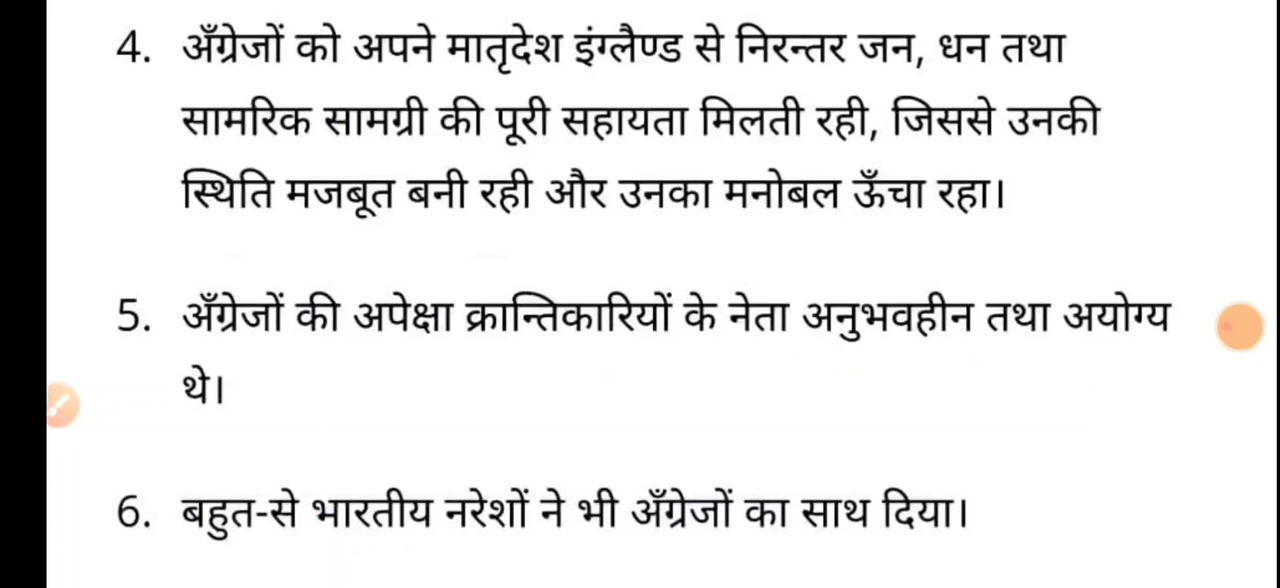 4. अँग्रेजों को अपने मातृदेश इंग्लैण्ड से निरन्तर जन, धन तथा
सामरिक सामग्री की पूरी सहायता मिलती रही, जिससे उनकी
स्थिति मजबूत बनी रही और उनका मनोबल ऊँचा रहा।
5. अँग्रेजों की अपेक्षा क्रान्तिकारियों के नेता अनुभवहीन तथा अयोग्य
थे।
6. बहुत-से भारतीय नरेशों ने भी अँग्रेजों का साथ दिया।